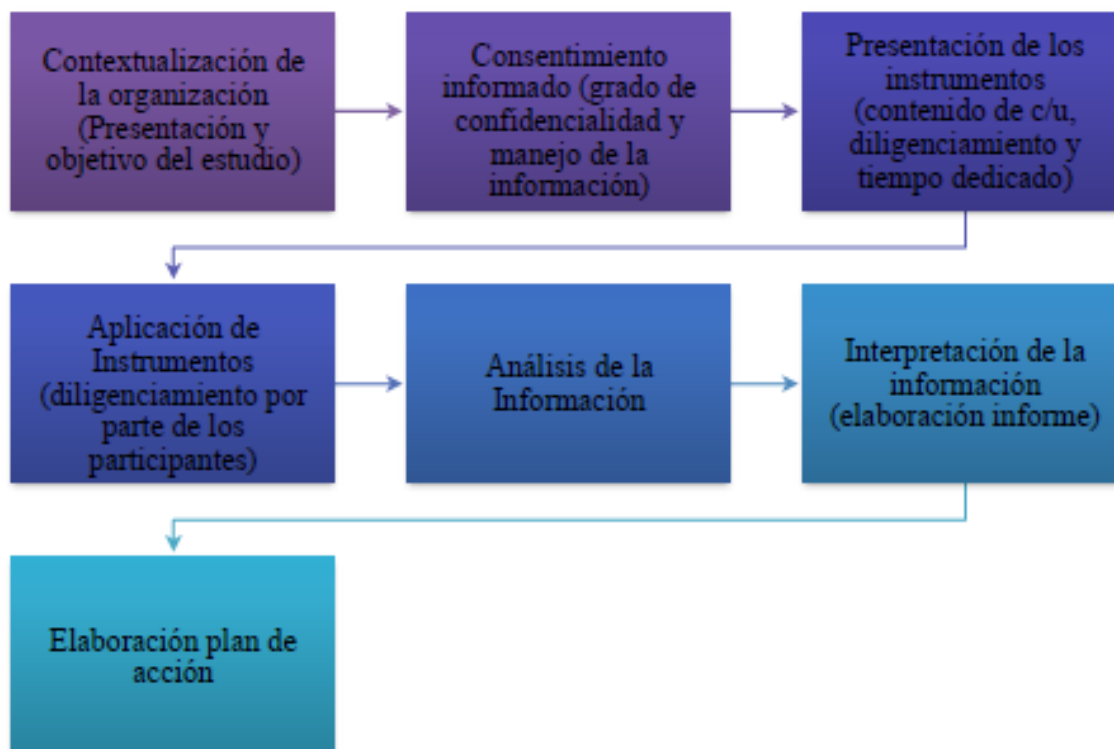 Contextualización de
la organización
(Presentación y
objetivo del estudio)
Consentimiento
informado (grado de
confidencialidad y
manejo de la
información)
Presentación de los
instrumentos
(contenido de c/u,
diligenciamiento y
tiempo dedicado)
Aplicación de
Instrumentos
(diligenciamiento por
parte de los
participantes)
Análisis de la
Información
Interpretación de la
información
(elaboración informe)
Elaboración plan de
acción